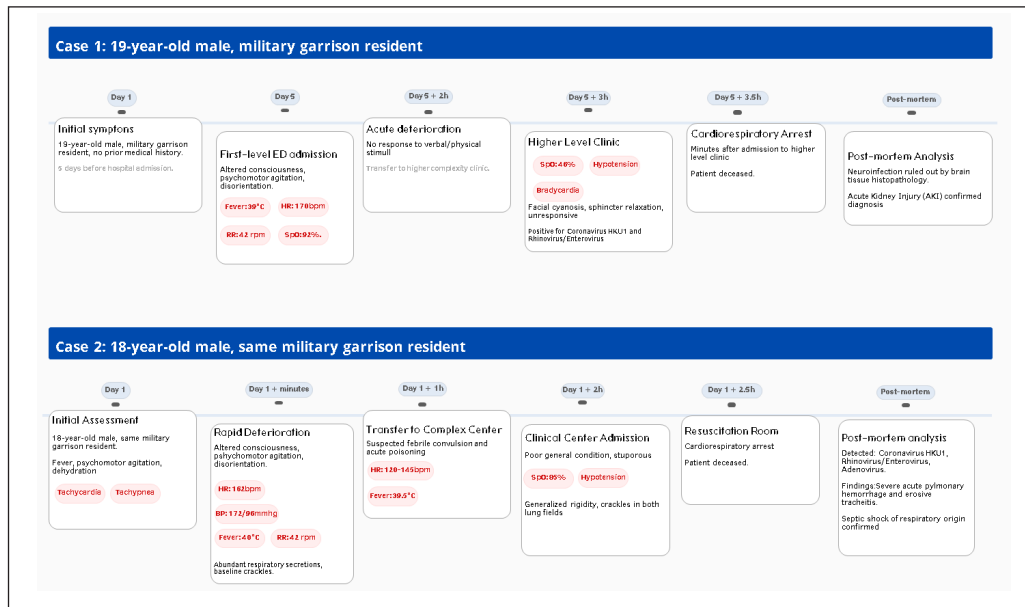 Case 1: 19-year-old male, military garrison resident
Day 1
Initial symptons
19-year-old male, military garrison
resident, no prior medical history.
5 days before hospital admission.
Day 5
First-level ED admission
Altered consciousness,
psychomotor agitation,
disorientation.
Fever:39°C
HR:170bpm
RR:42 rpm
SpO:92%.
Day 5 + 2h
Acute deterioration
No response to verbal/physical
stimull
Transfer to higher complexity clinic.
Day 5 + 3h
Higher Level Clinic
SpO:46%
Hypotension
Bradycardia
Facial cyanosis, sphincter relaxation,
unresponsive
Positive for Coronavirus HKU1 and
Rhinovirus/Enterovirus
Day 5 + 3.5h
Cardiorespiratory Arrest
Minutes after admission to higher
level clinic
Patient deceased.
Post-mortem
Post-mortem Analysis
Neuroinfection ruled out by brain
tissue histopathology.
Acute Kidney Injury (AKI) confirmed
diagnosis
Case 2: 18-year-old male, same military garrison resident
Day 1
Initial Assessment
18-year-old male, same military
garrison resident.
Fever, psychomotor agitation,
dehydration
Tachycardia
Tachypnea
Day 1 + minutes
Rapid Deterioration
Altered consciousness,
pshychomotor agitation,
disorientation.
HR:162bpm
BP:172/96mmhg
Fever:40°C
RR:42 rpm
Abundant respiratory secretions,
baseline crackles.
Day 1 + 1h
Transfer to Complex Center
Suspected febrile convulsion and
acute poisoning
HR:120-145bpm
Fever:39.5°C
Day 1 + 2h
Clinical Center Admission
Poor general condition, stuporous
SpO:85%
Hypotension
Generalized rigidity, crackles in both
lung fields
Day 1 + 2.5h
Resuscitation Room
Cardiorespiratory arrest
Patient deceased.
Post-mortem
Post-mortem analysis
Detected: Coronavirus HKU1,
Rhinovirus/Enterovirus,
Adenovirus.
Findings:Severe acute pylmonary
hemorrhage and erosive
tracheitis.
Septic shock of respiratory origin
confirmed